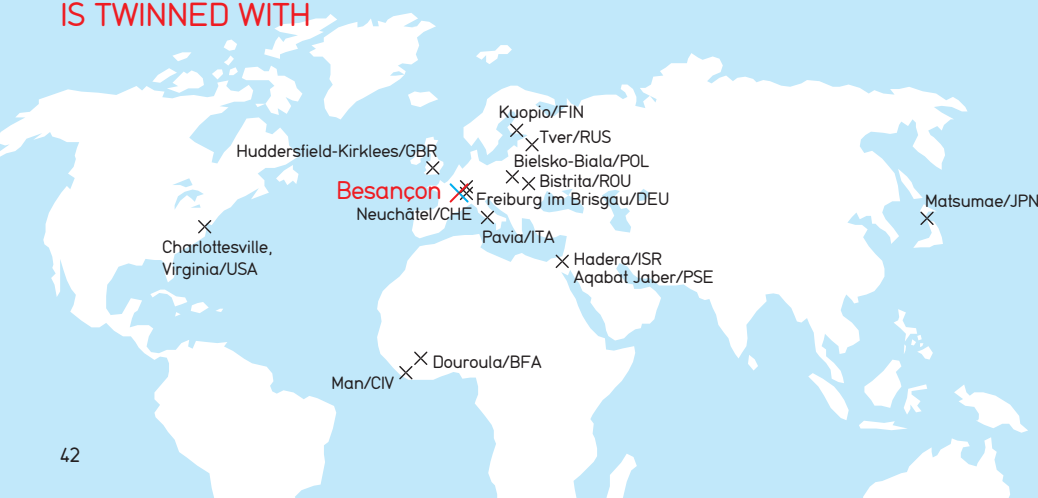 IS TWINNED WITH
Kuopio/FIN
Tver/RUS
Huddersfield-Kirklees/GBR
Bielsko-Biala/POL
Bistrita/ROU
Besançon
Freiburg im Brisgau/DEU
Neuchâtel/CHE
Matsumae/JPN
Pavia/ITA
Charlottesville,
Virginia/USA
Hadera/ISR
Aqabat Jaber/PSE
Douroula/BFA
Man/CIV
42